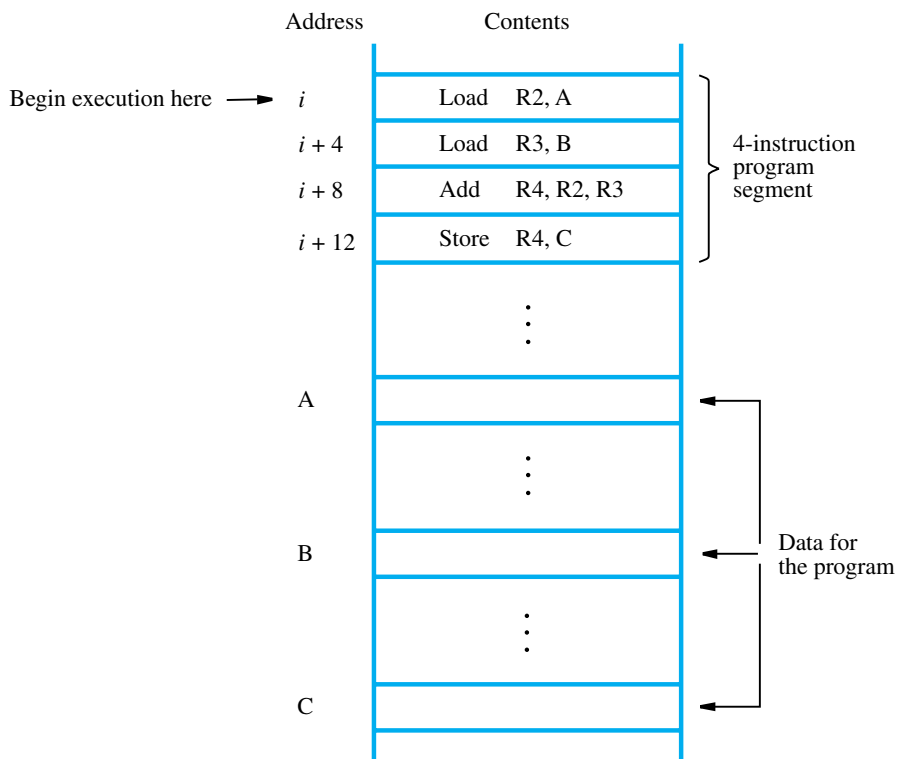 Address Contents
Begin execution here i Load R2, A
i + 4 Load R3, B
i + 8 Add R4, R2, R3
i + 12 Store R4, C
4-instruction
program
segment
A
B
C
Data for
the program